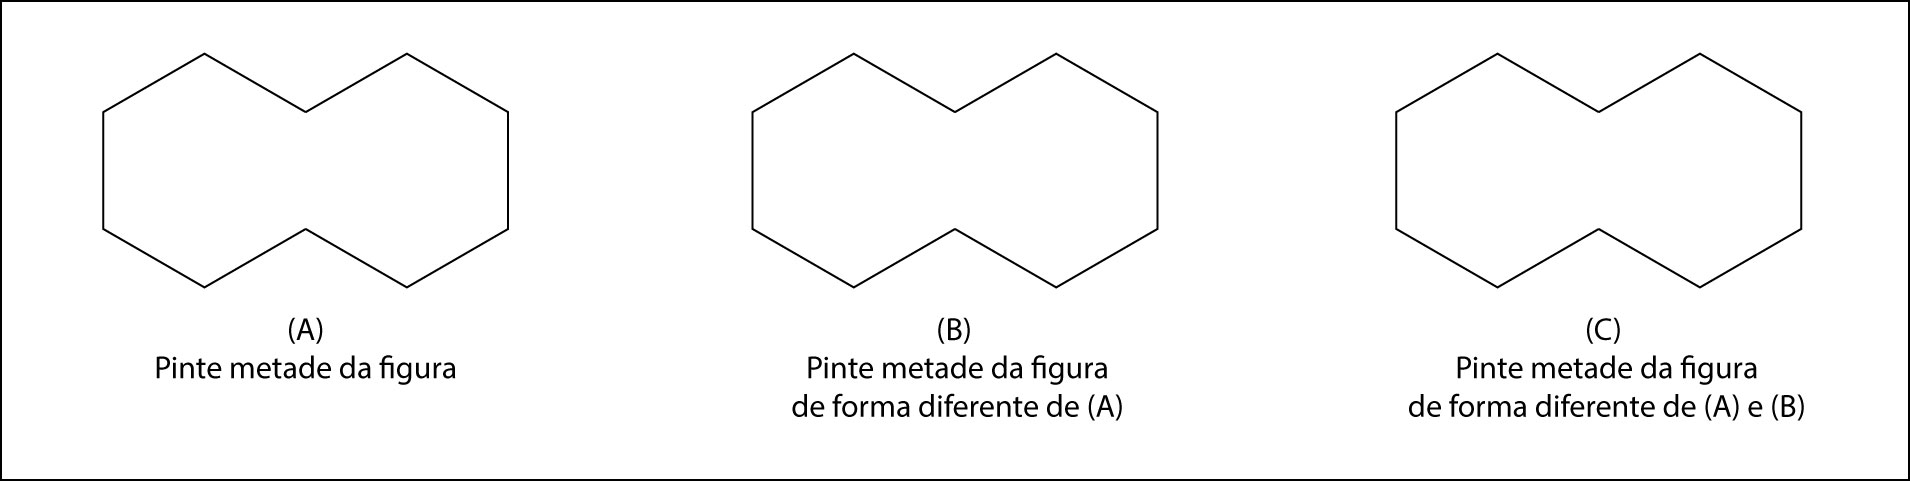 (A)
Pinte metade da figura
(B)
Pinte metade da figura
de forma diferente de (A)
(C)
Pinte metade da figura
de forma diferente de (A) e (B)